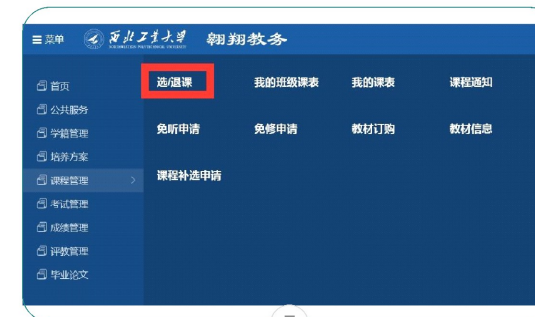 菜单 西北工业大学 翱翔教务
首页
公共服务
学籍管理
培养方案
课程管理
考试管理
成绩管理
评教管理
毕业论文
选/退课 我的班级课表 我的课表 课程通知
免听申请 免修申请 教材订购 教材信息
课程补选申请